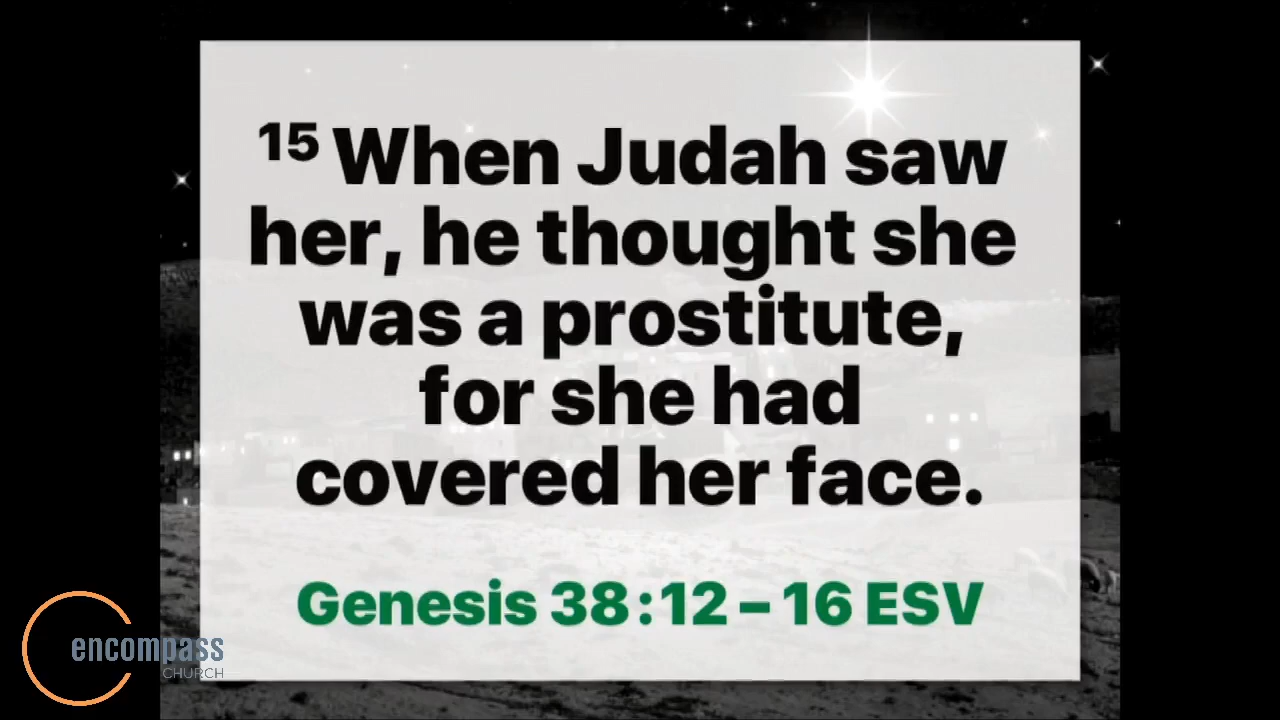 15 When Judah saw
her, he thought she
was a prostitute,
for she had
covered her face.
Genesis 38:12 – 16 ESV
encompass
CHURCH